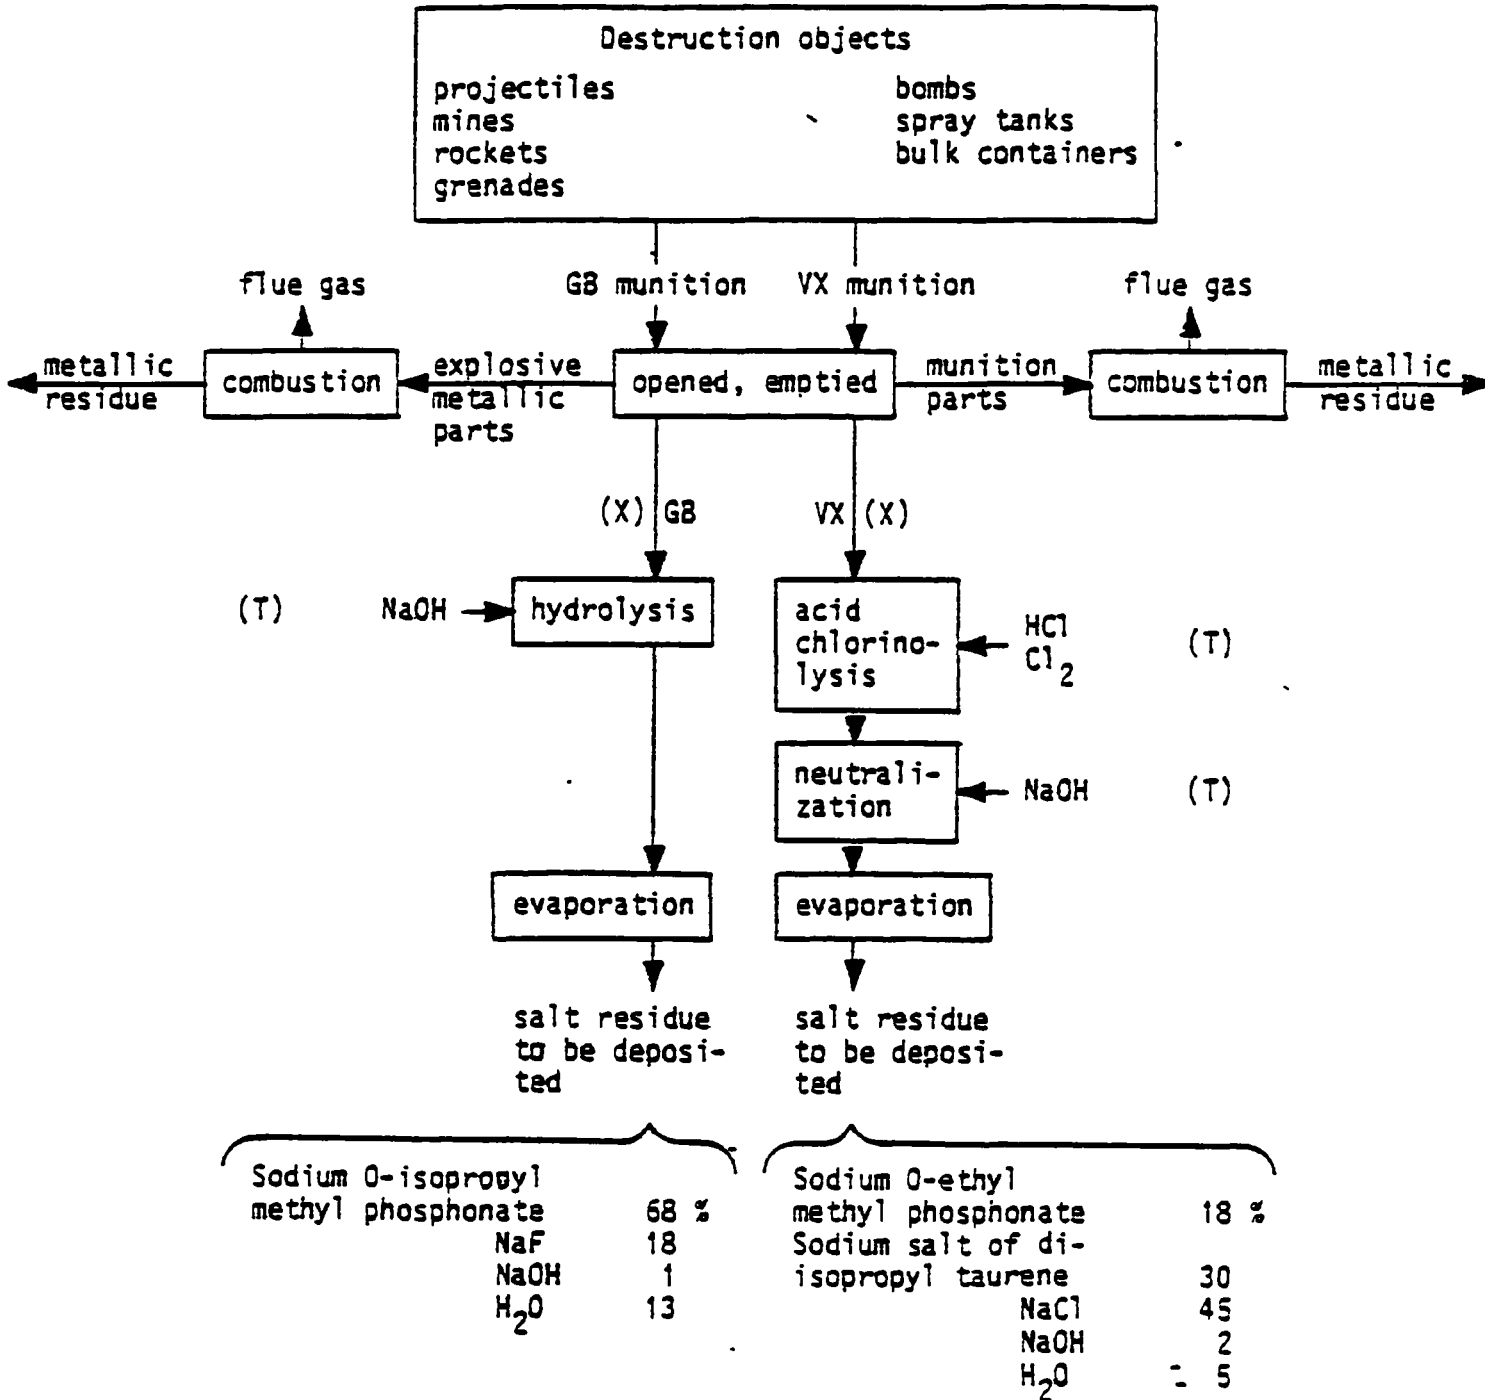 Destruction objects
projectiles
mines
rockets
grenades
bombs
spray tanks
bulk containers
GB munition
VX munition
flue gas
flue gas
metallic
residue
combustion
explosive
metallic
parts
opened, emptied
munition
parts
combustion
metallic
residue
(X) GB
VX (X)
(T)
NaOH
hydrolysis
acid
chlorino-
lysis
HCl
Cl2
(T)
neutrali-
zation
NaOH
(T)
evaporation
evaporation
salt residue
to be deposi-
ted
salt residue
to be deposi-
ted
Sodium O-isopropyl
methyl phosphonate 68 %
NaF 18
NaOH 1
H2O 13
Sodium O-ethyl
methyl phosphonate 18 %
Sodium salt of di-
isopropyl taurene 30
NaCl 45
NaOH 2
H2O 5